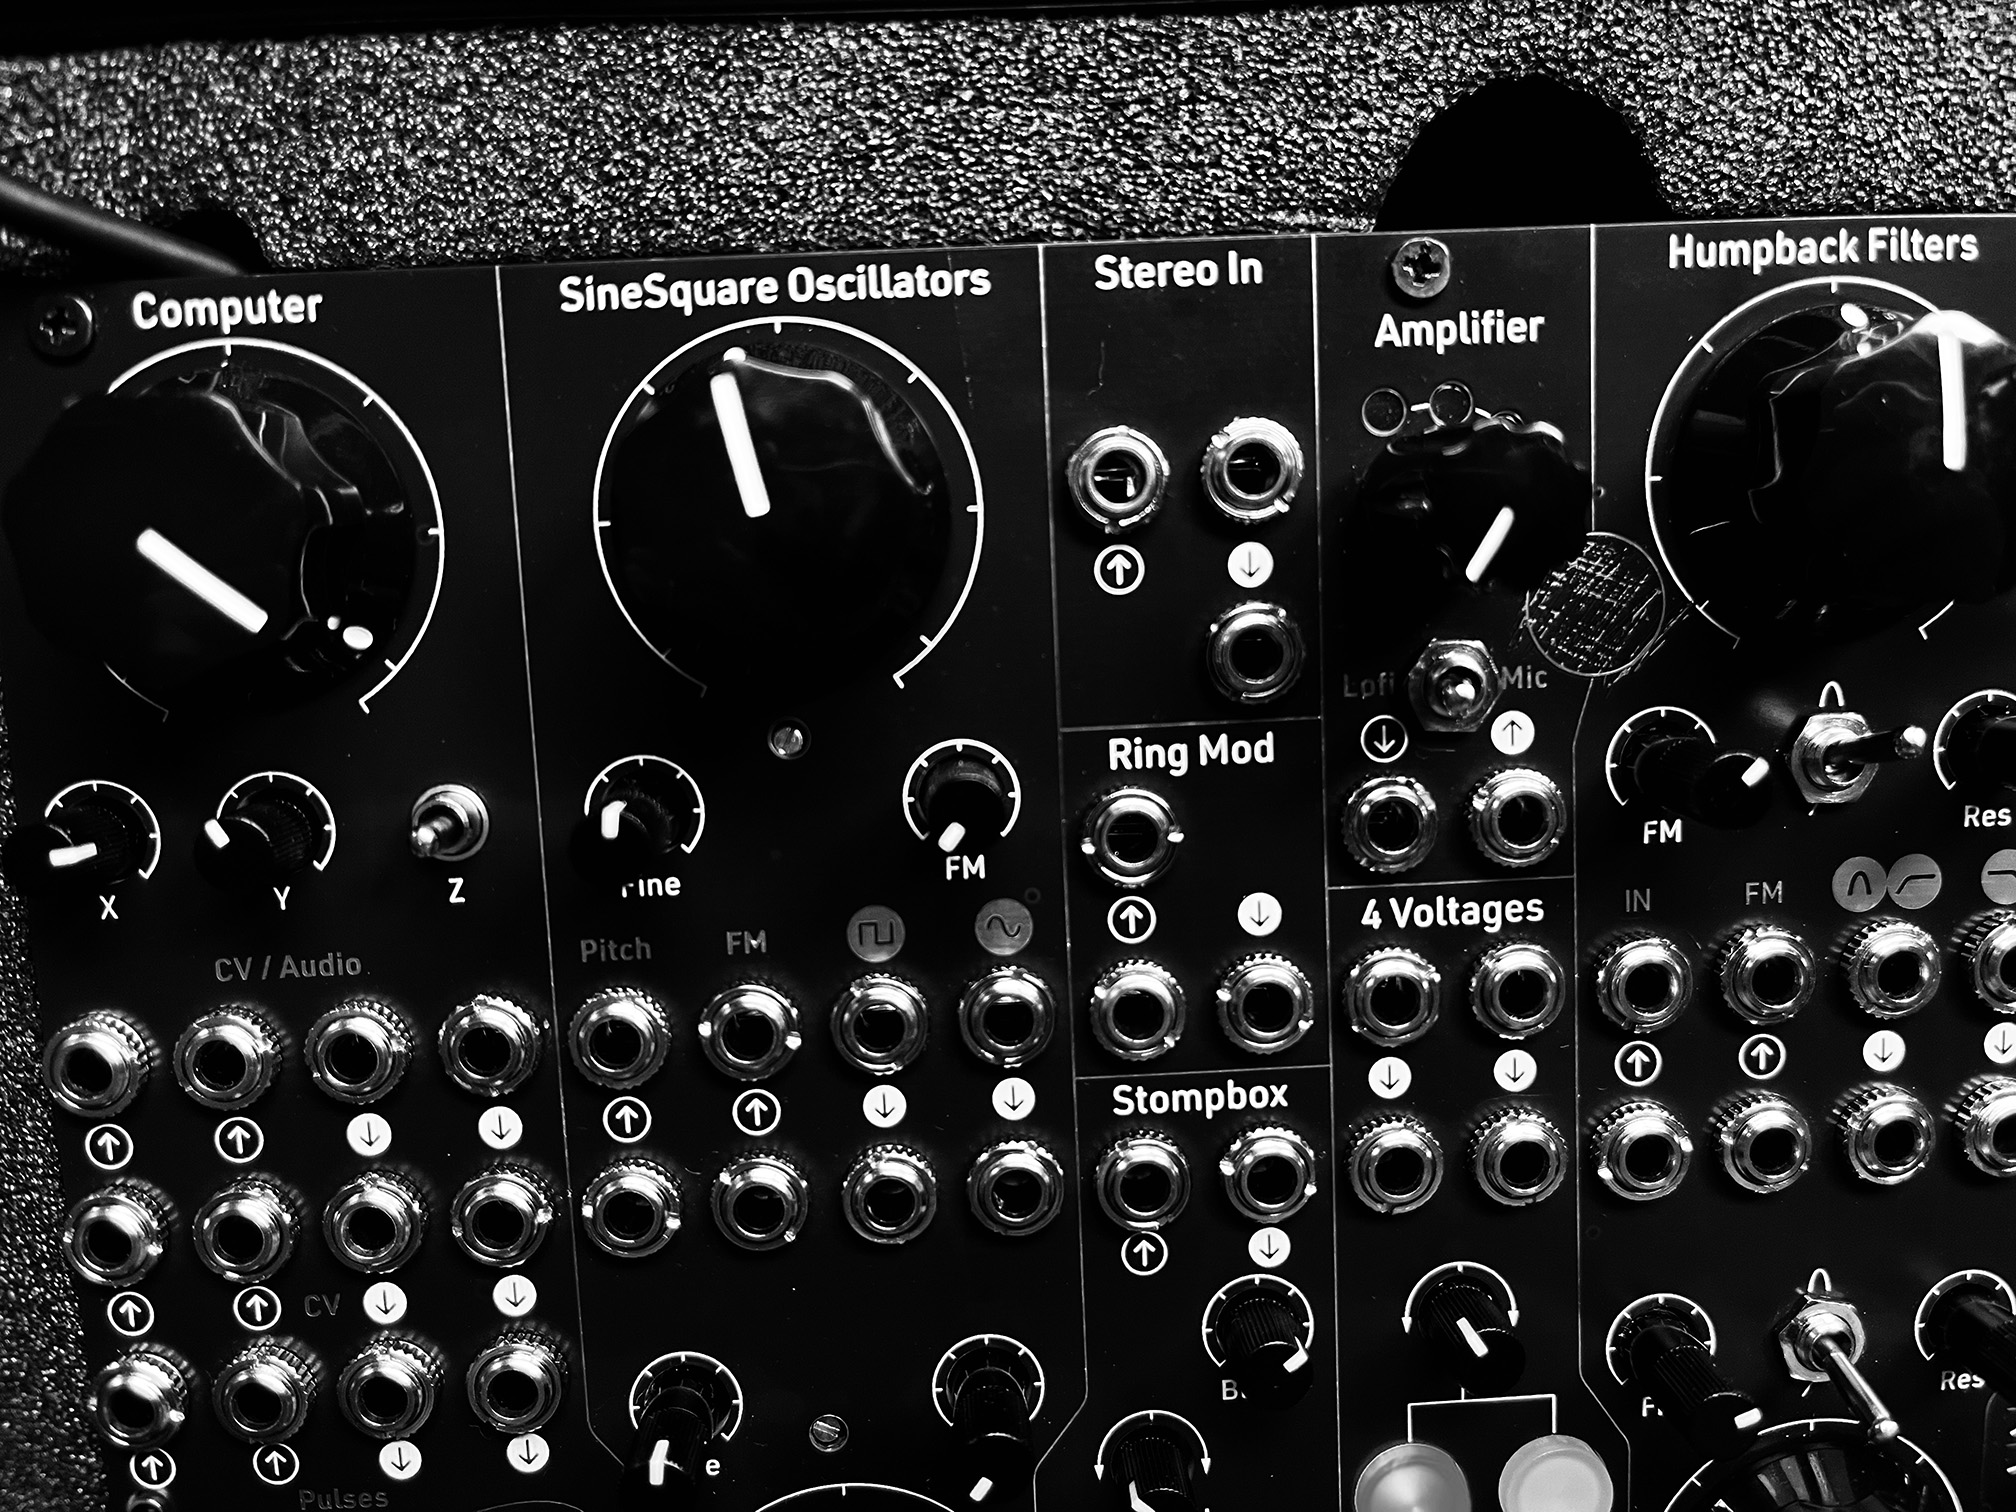 Computer
SineSquare Oscillators
Stereo In
Amplifier
Humpback Filters
Lofi
Mic
Ring Mod
FM
Res
X
Y
Z
Fine
FM
4 Voltages
IN
FM
Pitch
FM
CV / Audio
Stompbox
CV
Res
Pulses